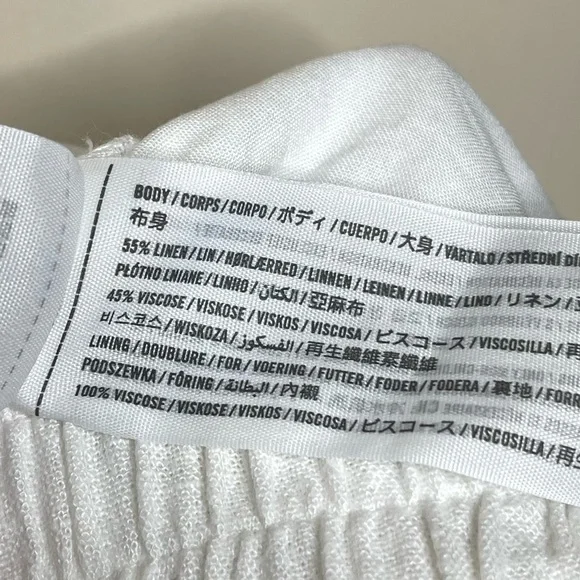 BODY / CORPS / CORPO / ボディ / CUERPO / 大身 / VARTALO / STŘEDNÍ DÍ
布身
55% LINEN / LIN / HØRLÆRRED / LINNEN / LEINEN / LINNE / LINO / リネン /
PŁÓTNO LNIANE / LINHO / الكتان / 亞麻布
45% VISCOSE / VISKOSE / VISKOS / VISCOSA / ビスコース / VISCOSILLA / 再
비스코스 / WISKOZA / الفسكوز / 再生纖維素纖維
LINING / DOUBLURE / FOR / VOERING / FUTTER / FODER / FODERA / 裏地 / FORR
PODSZEWKA / FÓRING / البطانة / 內襯
100% VISCOSE / VISKOSE / VISKOS / VISCOSA / ビスコース / VISCOSILLA / 再生